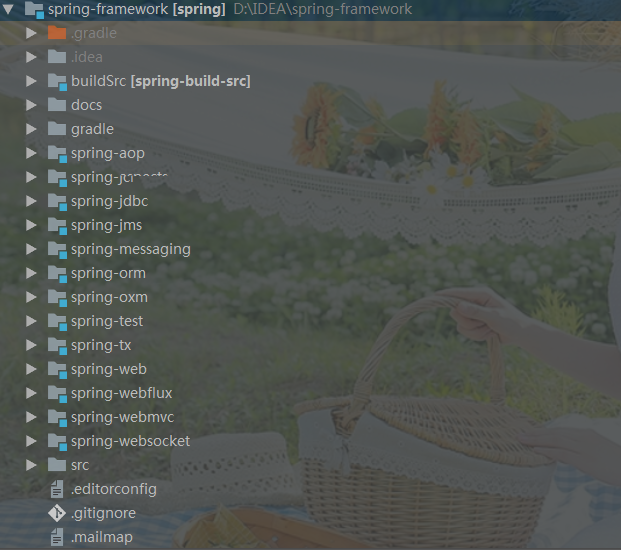 spring-framework [spring] D:\IDEA\spring-framework
.gradle
.idea
buildSrc [spring-build-src]
docs
gradle
spring-aop
spring-jdbc
spring-jms
spring-messaging
spring-orm
spring-oxm
spring-test
spring-tx
spring-web
spring-webflux
spring-webmvc
spring-websocket
src
.editorconfig
.gitignore
.mailmap